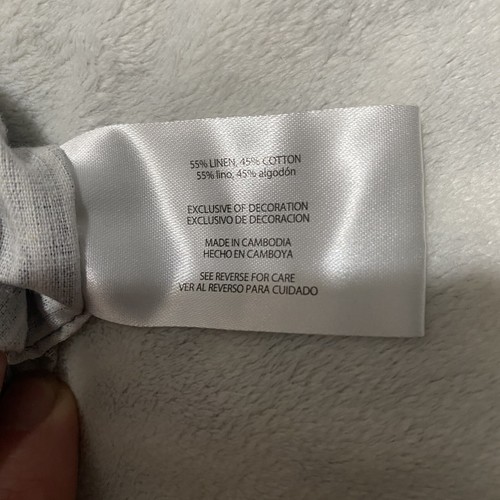 55% LINEN, 45% COTTON
55% lino, 45% algodón
EXCLUSIVE OF DECORATION
EXCLUSIVO DE DECORACION
MADE IN CAMBODIA
HECHO EN CAMBOYA
SEE REVERSE FOR CARE
VER AL REVERSO PARA CUIDADO